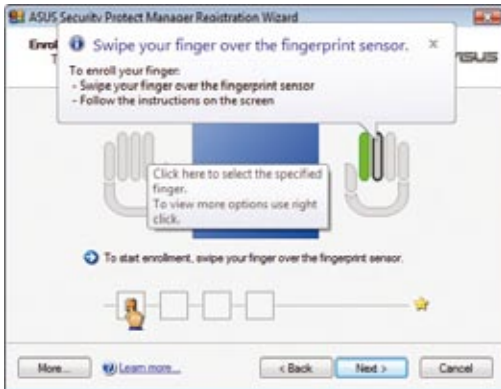 ASUS Security Protect Manager Registration Wizard
Swipe your finger over the fingerprint sensor.
Enrol
To enroll your finger:
- Swipe your finger over the fingerprint sensor
- Follow the instructions on the screen
Click here to select the specified
finger.
To view more options use right
click.
To start enrollment, swipe your finger over the fingerprint sensor.
More...
Learn more...
< Back
Next >
Cancel